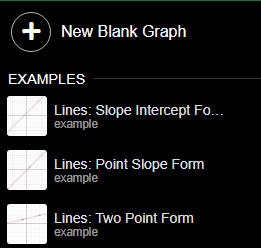 New Blank Graph
EXAMPLES
Lines: Slope Intercept Fo…
example
Lines: Point Slope Form
example
Lines: Two Point Form
example